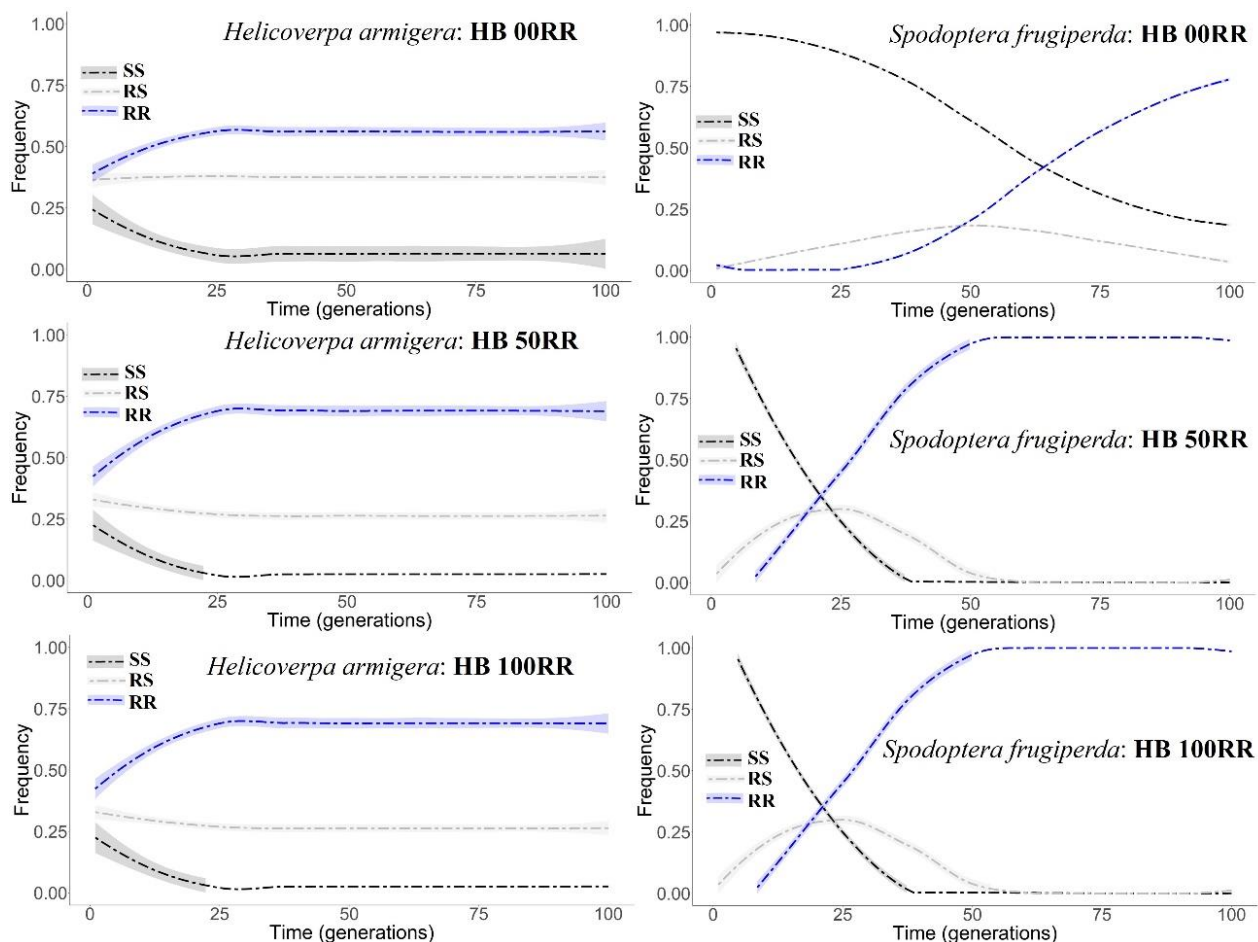 Helicoverpa armigera: HB 00RR
1.00
0.75
0.50
0.25
0.00
Frequency
SS
RS
RR
0 25 50 75 100
Time (generations)
Spodoptera frugiperda: HB 00RR
1.00
0.75
0.50
0.25
0.00
Frequency
SS
RS
RR
0 25 50 75 100
Time (generations)
Helicoverpa armigera: HB 50RR
1.00
0.75
0.50
0.25
0.00
Frequency
SS
RS
RR
0 25 50 75 100
Time (generations)
Spodoptera frugiperda: HB 50RR
1.00
0.75
0.50
0.25
0.00
Frequency
SS
RS
RR
0 25 50 75 100
Time (generations)
Helicoverpa armigera: HB 100RR
1.00
0.75
0.50
0.25
0.00
Frequency
SS
RS
RR
0 25 50 75 100
Time (generations)
Spodoptera frugiperda: HB 100RR
1.00
0.75
0.50
0.25
0.00
Frequency
SS
RS
RR
0 25 50 75 100
Time (generations)